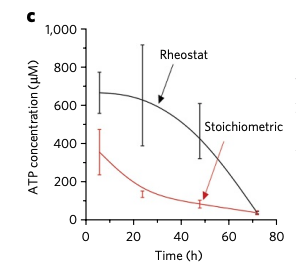 c
1,000
800
600
400
200
0
ATP concentration (μM)
Rheostat
Stoichiometric
0 20 40 60 80
Time (h)